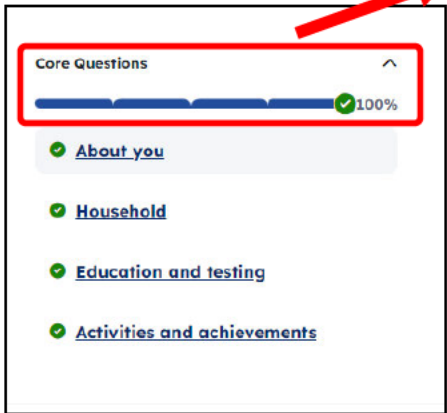 Core Questions
100%
About you
Household
Education and testing
Activities and achievements